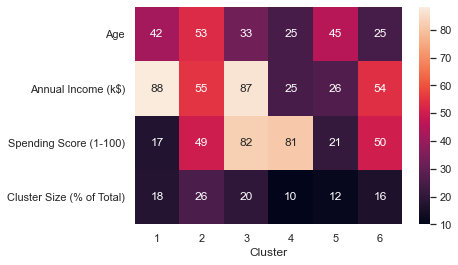 Age 42 53 33 25 45 25
Annual Income (k$) 88 55 87 25 26 54
Spending Score (1-100) 17 49 82 81 21 50
Cluster Size (% of Total) 18 26 20 10 12 16
1 2 3 4 5 6
Cluster
80
70
60
50
40
30
20
10